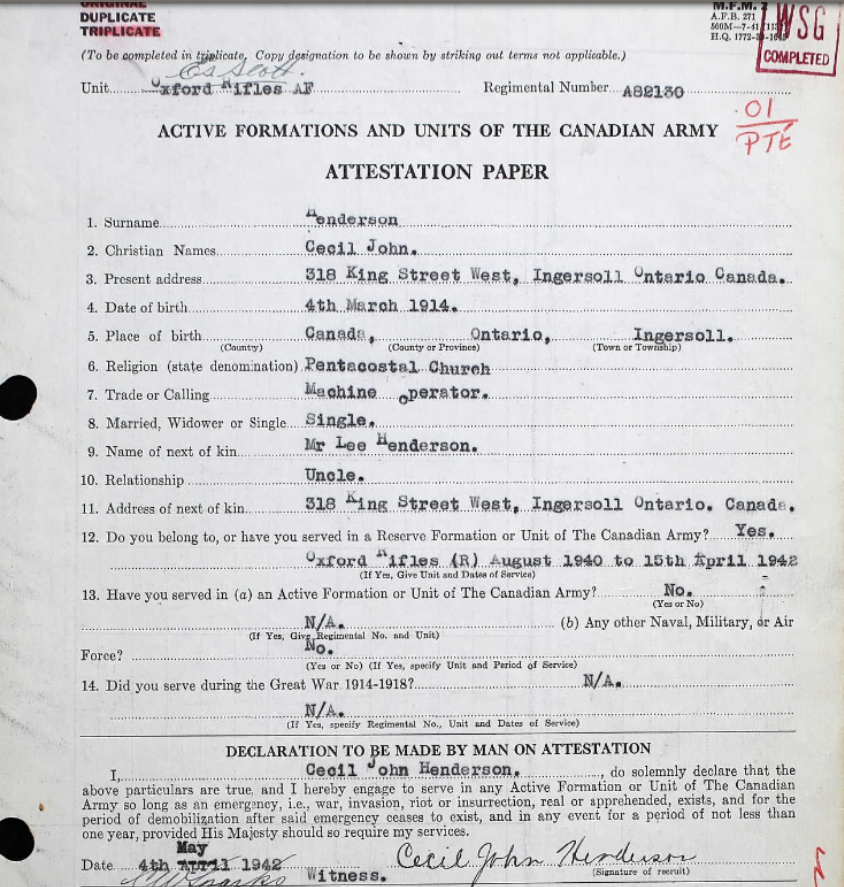 ORIGINAL
DUPLICATE
TRIPLICATE
M.F.M. 2
A.F.B. 271
H.Q. 1772-
WSG
COMPLETED
(To be completed in triplicate, Copy designation to be shown by striking out terms not applicable.)
Unit Oxford Rifles AF Regimental Number A82130
01
PTE
ACTIVE FORMATIONS AND UNITS OF THE CANADIAN ARMY
ATTESTATION PAPER
1. Surname Henderson
2. Christian Names Cecil John.
3. Present address 318 King Street West, Ingersoll Ontario Canada.
4. Date of birth 4th March 1914.
5. Place of birth Canada, Ontario, Ingersoll.
(County) (County or Province) (Town or Township)
6. Religion (state denomination) Pentacostal Church
7. Trade or Calling Machine operator.
8. Married, Widower or Single Single.
9. Name of next of kin Mr Lee Henderson.
10. Relationship Uncle.
11. Address of next of kin 318 King Street West, Ingersoll Ontario. Canada.
12. Do you belong to, or have you served in a Reserve Formation or Unit of The Canadian Army? Yes.
Oxford Rifles (R) August 1940 to 15th April 1942
(If Yes, Give Unit and Dates of Service)
13. Have you served in (a) an Active Formation or Unit of The Canadian Army? No.
(Yes or No)
N/A. (b) Any other Naval, Military, or Air
(If Yes, Give Regimental No. and Unit)
Force? No.
(Yes or No) (If Yes, specify Unit and Period of Service)
14. Did you serve during the Great War 1914-1918? N/A.
N/A.
(If Yes, specify Regimental No., Unit and Dates of Service)
DECLARATION TO BE MADE BY MAN ON ATTESTATION
I, Cecil John Henderson. , do solemnly declare that the
above particulars are true, and I hereby engage to serve in any Active Formation or Unit of The Canadian
Army so long as an emergency, i.e., war, invasion, riot or insurrection, real or apprehended, exists, and for the
period of demobilization after said emergency ceases to exist, and in any event for a period of not less than
one year, provided His Majesty should so require my services.
May
Date 4th April 1942 Cecil John Henderson
Witness. (Signature of recruit)